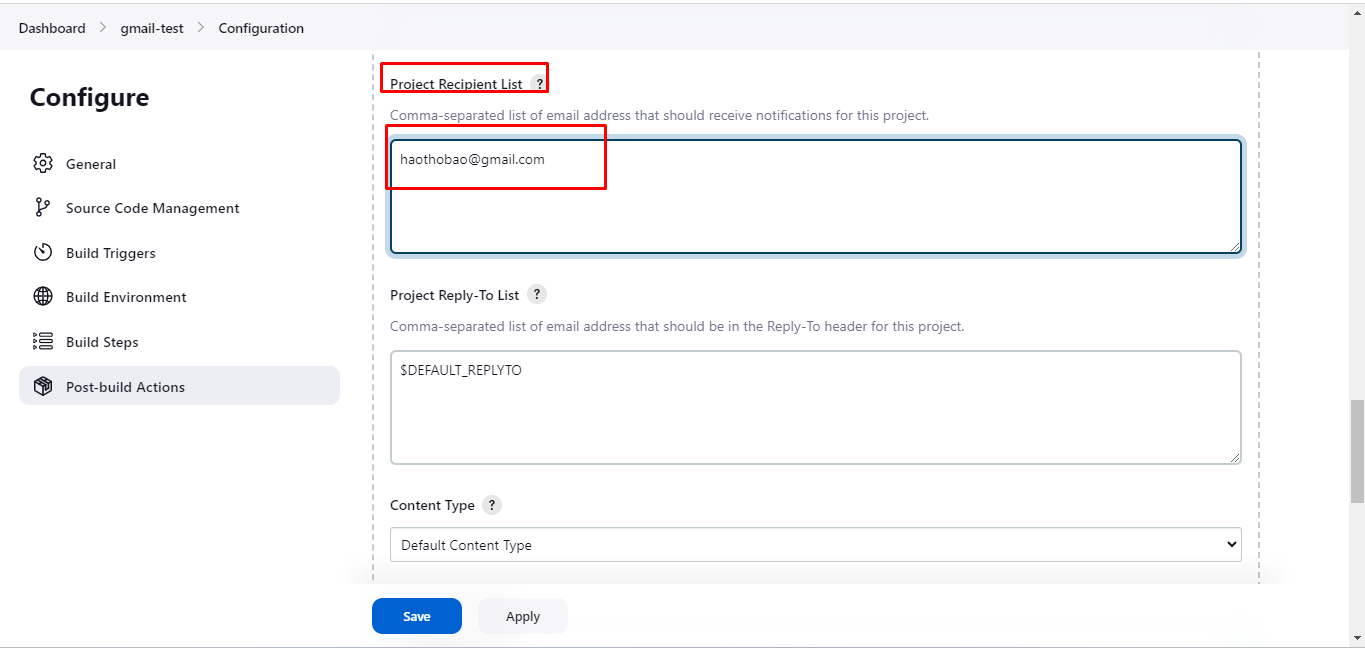 Dashboard > gmail-test > Configuration
Configure
General
Source Code Management
Build Triggers
Build Environment
Build Steps
Post-build Actions
Project Recipient List ?
Comma-separated list of email address that should receive notifications for this project.
haothobao@gmail.com
Project Reply-To List ?
Comma-separated list of email address that should be in the Reply-To header for this project.
$DEFAULT_REPLYTO
Content Type ?
Default Content Type
Save Apply